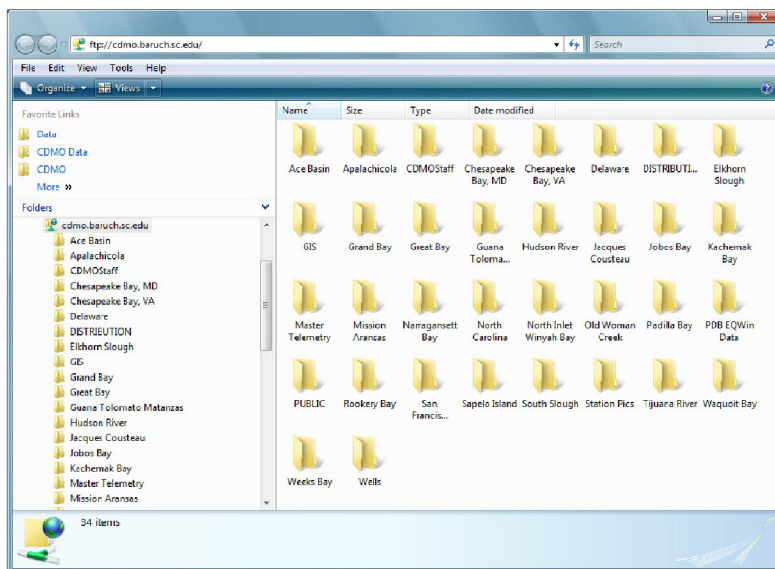 ftp://cdmo.baruch.sc.edu/
Search
File Edit View Tools Help
Organize Views
Favorite Links
Data
CDMO Data
CDMO
More »
Folders
cdmo.baruch.sc.edu
Ace Basin
Apalachicola
CDMOStaff
Chesapeake Bay, MD
Chesapeake Bay, VA
Delaware
DISTRIBUTION
Elkhorn Slough
GIS
Grand Bay
Great Bay
Guana Tolomato Matanzas
Hudson River
Jacques Cousteau
Jobos Bay
Kachemak Bay
Master Telemetry
Mission Aransas
Name Size Type Date modified
Ace Basin Apalachicola CDMOStaff Chesapeake Chesapeake Delaware DISTRIBUTI... Elkhorn
Bay, MD Bay, VA Slough
GIS Grand Bay Great Bay Guana Hudson River Jacques Jobos Bay Kachemak
Toloma... Cousteau Bay
Master Mission Narragansett North North Inlet Old Woman Padilla Bay PDB EQWin
Telemetry Aransas Bay Carolina Winyah Bay Creek Data
PUBLIC Rookery Bay San Sapelo Island South Slough Station Pics Tijuana River Waquoit Bay
Francis...
Weeks Bay Wells
34 items